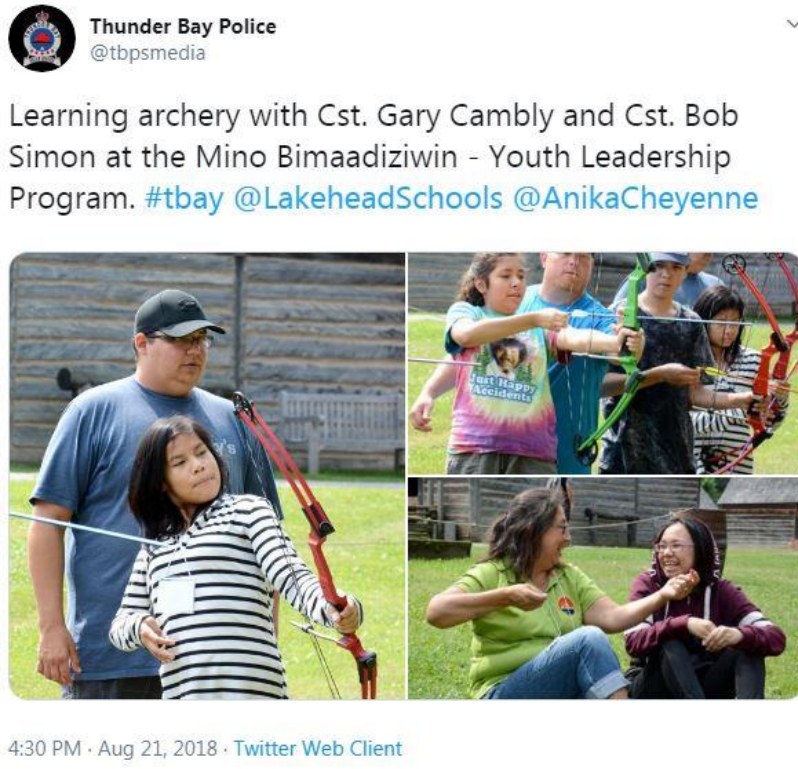 Thunder Bay Police
@tbpsmedia
Learning archery with Cst. Gary Cambly and Cst. Bob
Simon at the Mino Bimaadiziwin - Youth Leadership
Program. #tbay @LakeheadSchools @AnikaCheyenne
Just Happy
Accidents
4:30 PM · Aug 21, 2018 · Twitter Web Client